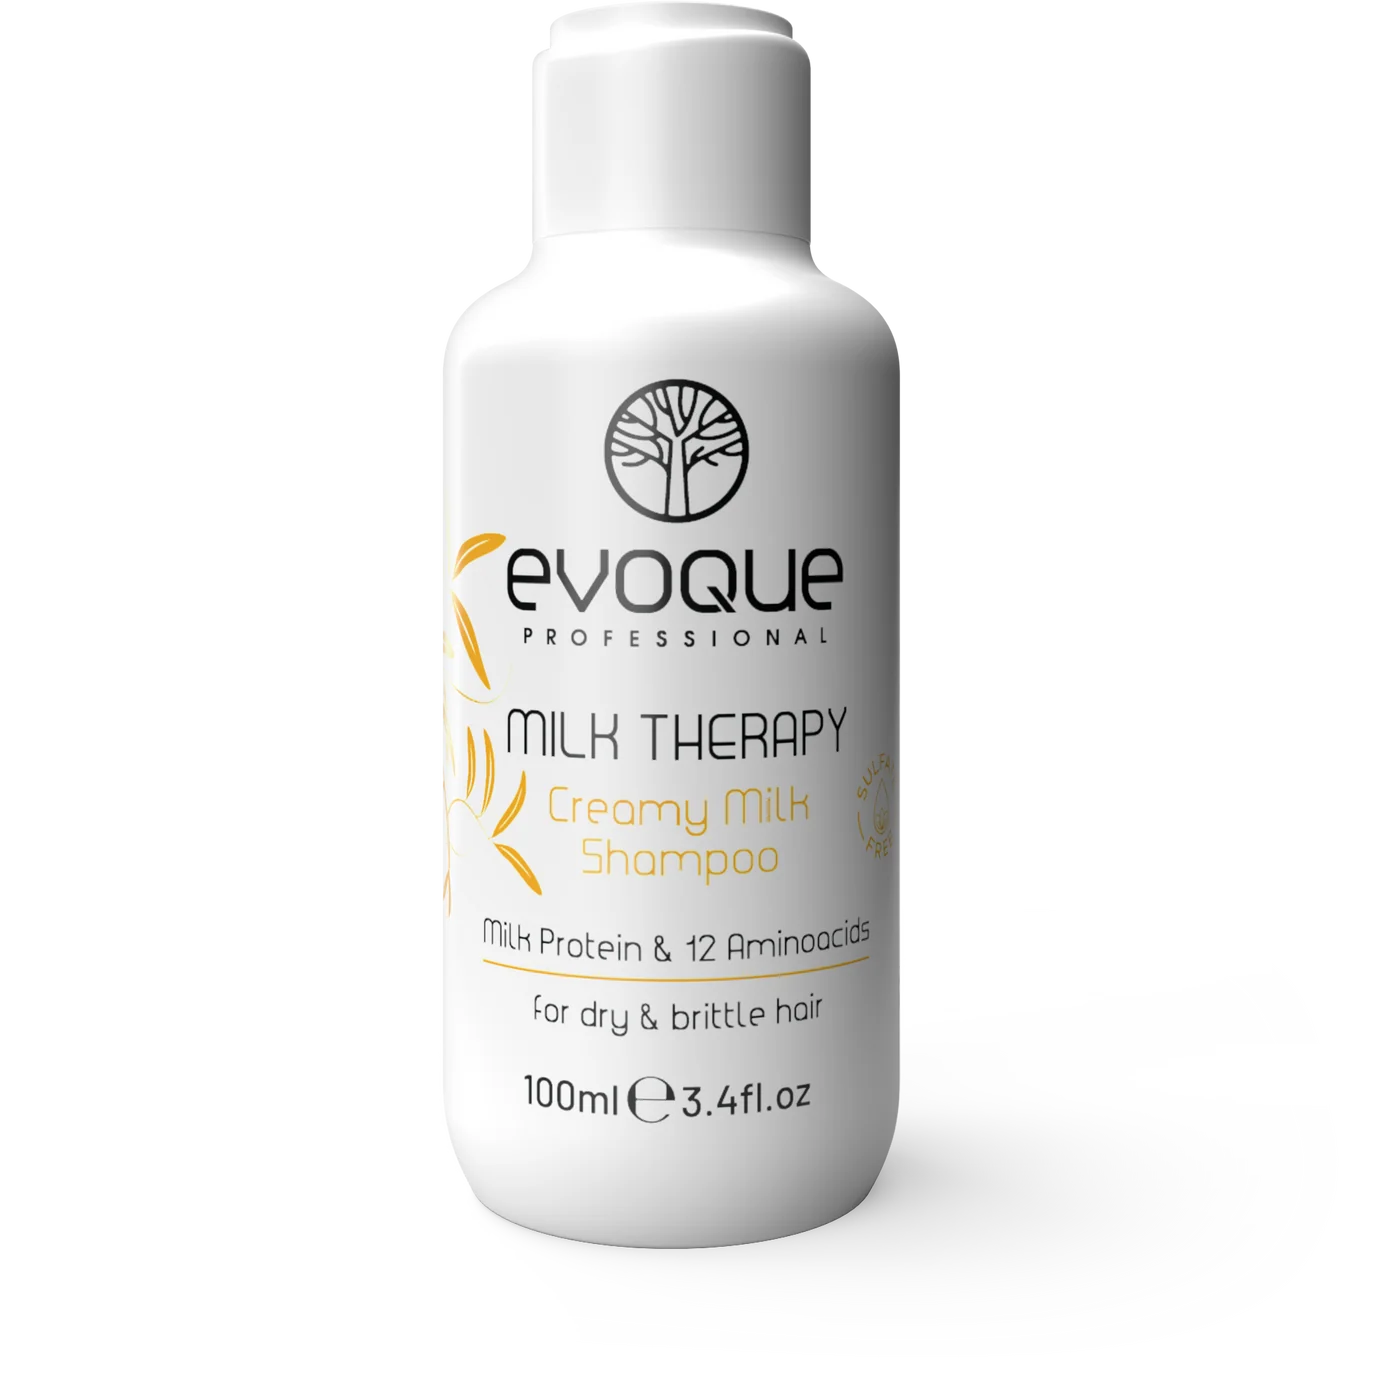 evoque
PROFESSIONAL
MILK THERAPY
Creamy Milk
Shampoo
Milk Protein & 12 Aminoacids
for dry & brittle hair
100ml e 3.4fl.oz
FREE